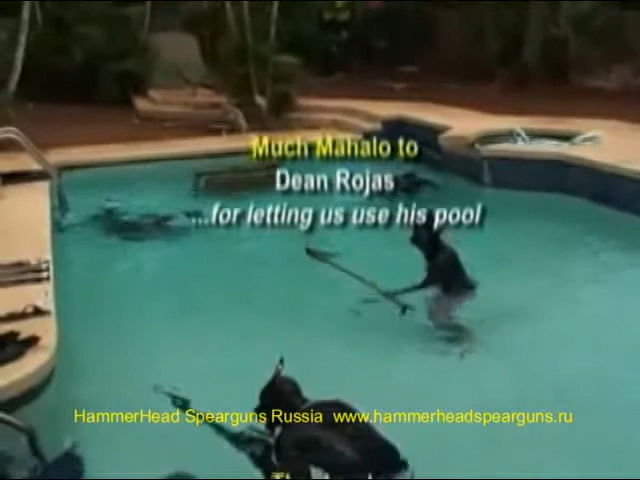 Much Mahalo to
Dean Rojas
...for letting us use his pool
HammerHead Spearguns Russia www.hammerheadspearguns.ru